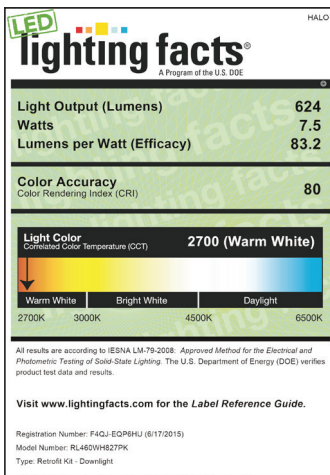 HALO
LED
lighting facts®
A Program of the U.S. DOE
Light Output (Lumens) 624
Watts 7.5
Lumens per Watt (Efficacy) 83.2
Color Accuracy
Color Rendering Index (CRI) 80
Light Color
Correlated Color Temperature (CCT) 2700 (Warm White)
Warm White Bright White Daylight
2700K 3000K 4500K 6500K
All results are according to IESNA LM-79-2008: Approved Method for the Electrical and
Photometric Testing of Solid-State Lighting. The U.S. Department of Energy (DOE) verifies
product test data and results.
Visit www.lightingfacts.com for the Label Reference Guide.
Registration Number: F4QJ-EQP6HU (6/17/2015)
Model Number: RL460WH827PK
Type: Retrofit Kit - Downlight